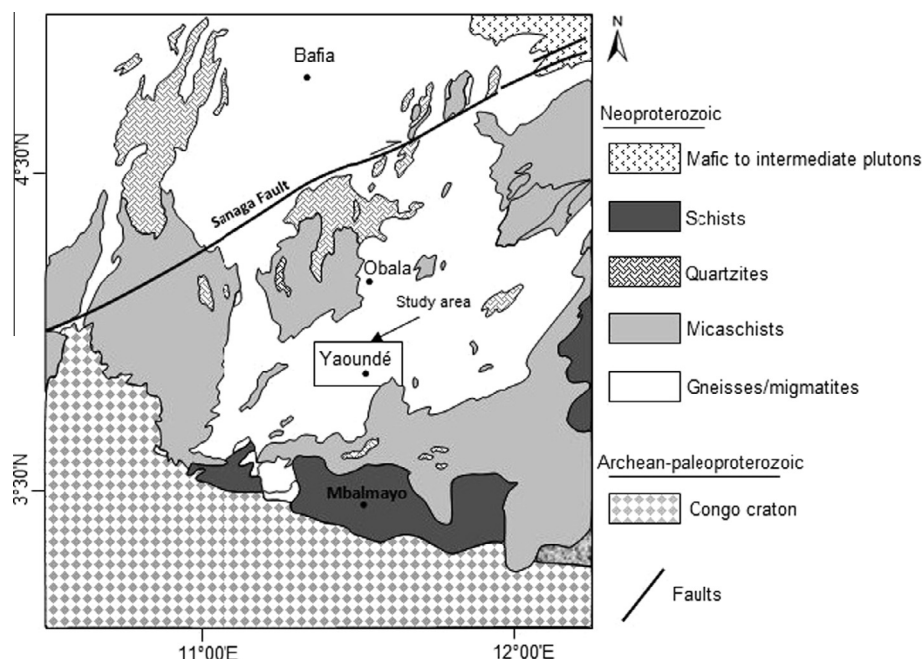 N
Bafia
4°30'N
Sanaga Fault
Obala
Study area
Yaoundé
3°30'N
Mbalmayo
11°00'E
12°00'E
Neoproterozoic
Mafic to intermediate plutons
Schists
Quartzites
Micaschists
Gneisses/migmatites
Archean-paleoproterozoic
Congo craton
Faults